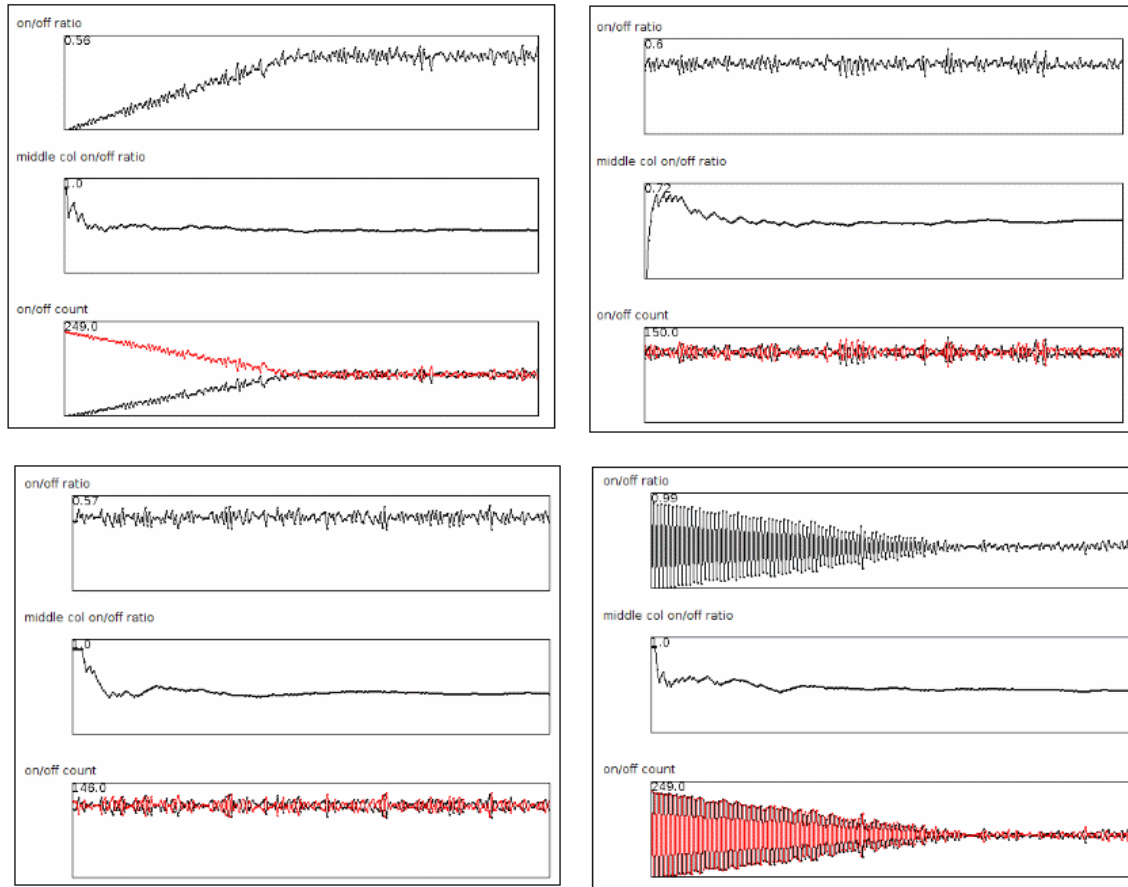 on/off ratio
0.56
middle col on/off ratio
1.0
on/off count
249.0
on/off ratio
0.6
middle col on/off ratio
0.72
on/off count
150.0
on/off ratio
0.57
middle col on/off ratio
1.0
on/off count
146.0
on/off ratio
0.99
middle col on/off ratio
1.0
on/off count
249.0